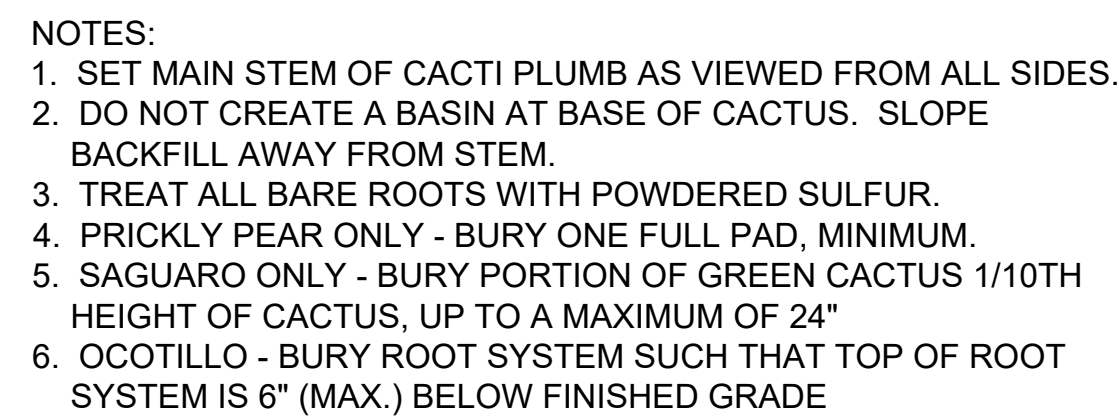 NOTES:
1. SET MAIN STEM OF CACTI PLUMB AS VIEWED FROM ALL SIDES.
2. DO NOT CREATE A BASIN AT BASE OF CACTUS. SLOPE
BACKFILL AWAY FROM STEM.
3. TREAT ALL BARE ROOTS WITH POWDERED SULFUR.
4. PRICKLY PEAR ONLY - BURY ONE FULL PAD, MINIMUM.
5. SAGUARO ONLY - BURY PORTION OF GREEN CACTUS 1/10TH
HEIGHT OF CACTUS, UP TO A MAXIMUM OF 24"
6. OCOTILLO - BURY ROOT SYSTEM SUCH THAT TOP OF ROOT
SYSTEM IS 6" (MAX.) BELOW FINISHED GRADE